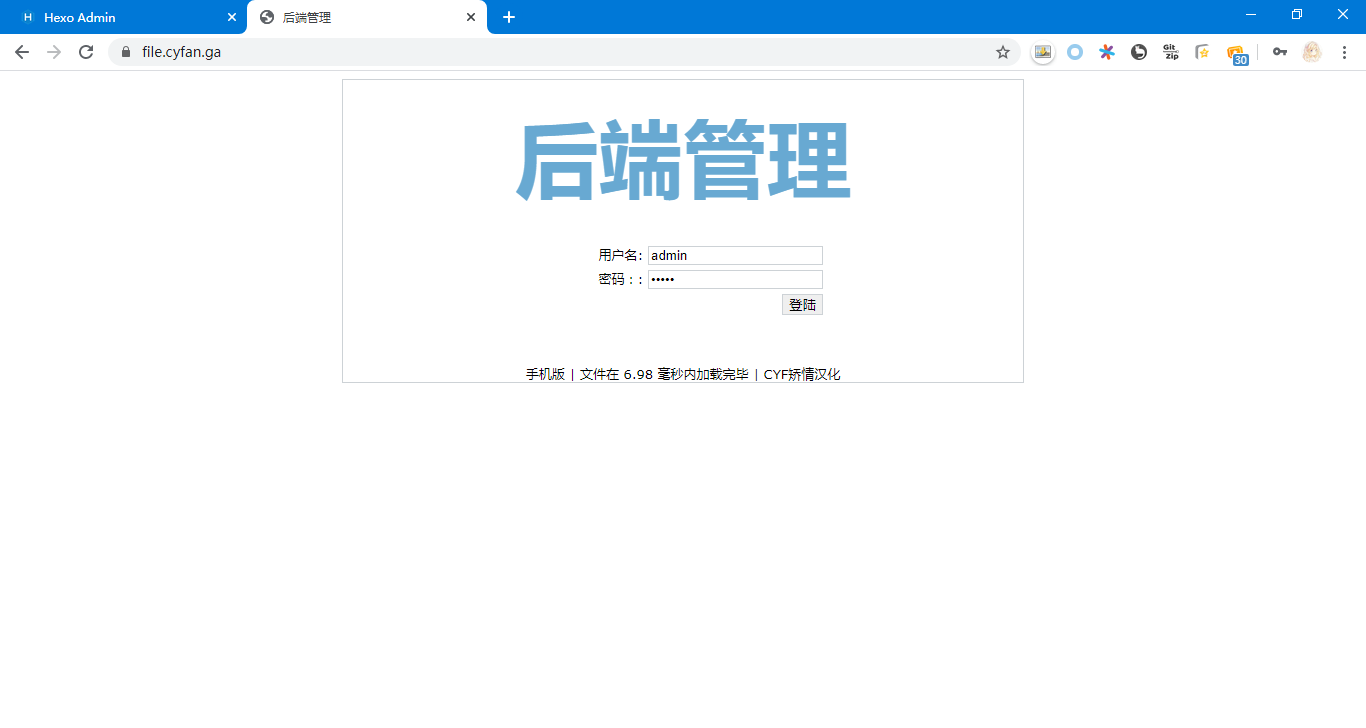 Hexo Admin
后端管理
file.cyfan.ga
Git Zip
30
后端管理
用户名: admin
密码：: •••••
登陆
手机版 | 文件在 6.98 毫秒内加载完毕 | CYF矫情汉化